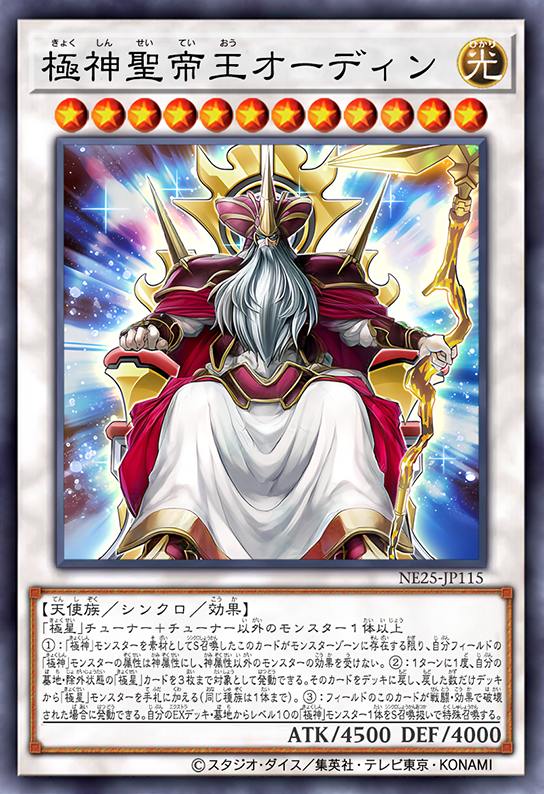 極神聖帝王オーディン
光
NE25-JP115
【天使族/シンクロ/効果】
「極星」チューナー+チューナー以外のモンスター1体以上
①:「極神」モンスターを素材としてS召喚したこのカードがモンスターゾーンに存在する限り、自分フィールドの
「極神」モンスターの属性は神属性にし、神属性以外のモンスターの効果を受けない。②:1ターンに1度、自分の
墓地・除外状態の「極星」カードを3枚まで対象として発動できる。そのカードをデッキに戻し、戻した数だけデッキ
から「極星」モンスターを手札に加える(同じ種族は1体まで)。③:フィールドのこのカードが戦闘・効果で破壊
された場合に発動できる。自分のEXデッキ・墓地からレベル10の「極神」モンスター1体をS召喚扱いで特殊召喚する。
ATK/4500 DEF/4000
©スタジオ・ダイス/集英社・テレビ東京・KONAMI